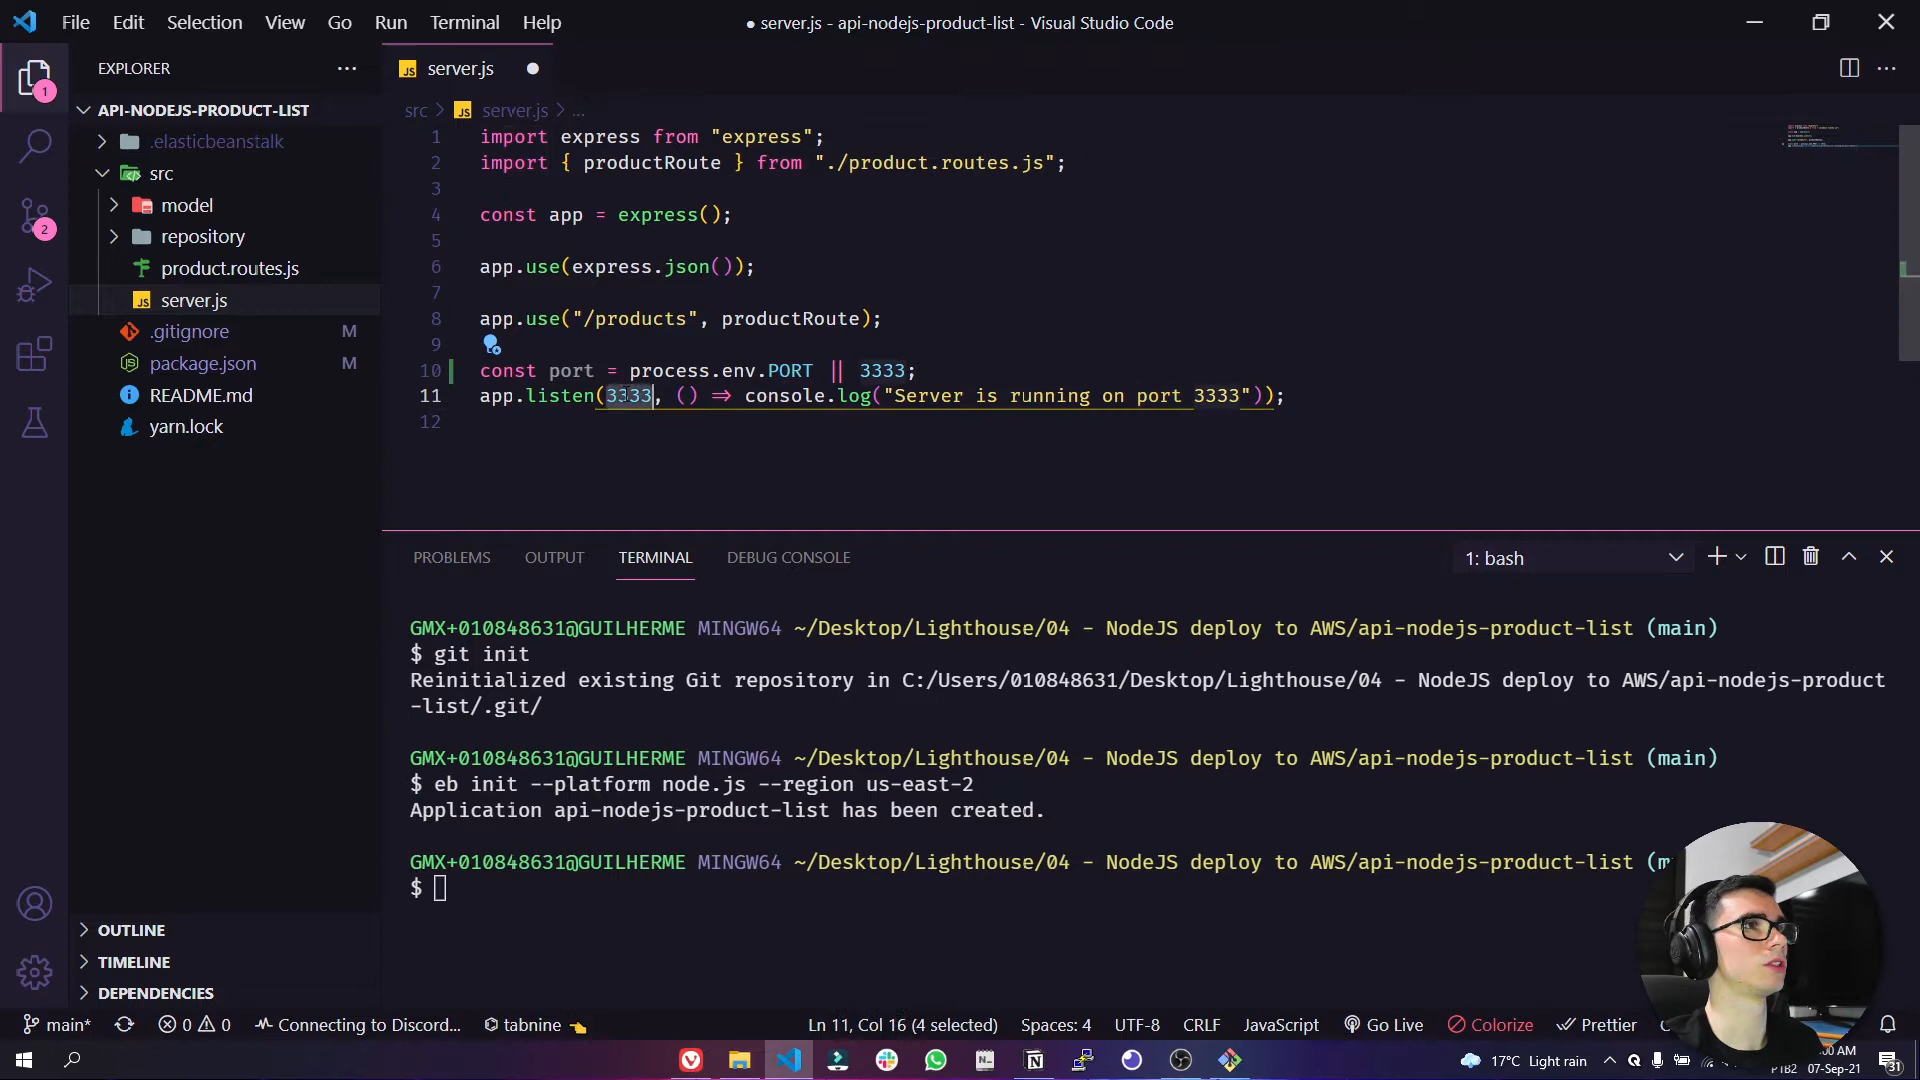 File Edit Selection View Go Run Terminal Help
● server.js - api-nodejs-product-list - Visual Studio Code
EXPLORER
1
API-NODEJS-PRODUCT-LIST
.elasticbeanstalk
src
model
repository
2
product.routes.js
JS server.js
.gitignore M
package.json M
README.md
yarn.lock
OUTLINE
TIMELINE
DEPENDENCIES
JS server.js
src > JS server.js > ...
1 import express from "express";
2 import { productRoute } from "./product.routes.js";
3
4 const app = express();
5
6 app.use(express.json());
7
8 app.use("/products", productRoute);
9
10 const port = process.env.PORT || 3333;
11 app.listen(3333, () => console.log("Server is running on port 3333"));
12
PROBLEMS OUTPUT TERMINAL DEBUG CONSOLE
1: bash
GMX+010848631@GUILHERME MINGW64 ~/Desktop/Lighthouse/04 - NodeJS deploy to AWS/api-nodejs-product-list (main)
$ git init
Reinitialized existing Git repository in C:/Users/010848631/Desktop/Lighthouse/04 - NodeJS deploy to AWS/api-nodejs-product
-list/.git/
GMX+010848631@GUILHERME MINGW64 ~/Desktop/Lighthouse/04 - NodeJS deploy to AWS/api-nodejs-product-list (main)
$ eb init --platform node.js --region us-east-2
Application api-nodejs-product-list has been created.
GMX+010848631@GUILHERME MINGW64 ~/Desktop/Lighthouse/04 - NodeJS deploy to AWS/api-nodejs-product-list (m
$
main* 0 0 Connecting to Discord... tabnine Ln 11, Col 16 (4 selected) Spaces: 4 UTF-8 CRLF JavaScript Go Live Colorize Prettier
17°C Light rain :00 AM
PTB2 07-Sep-21
31